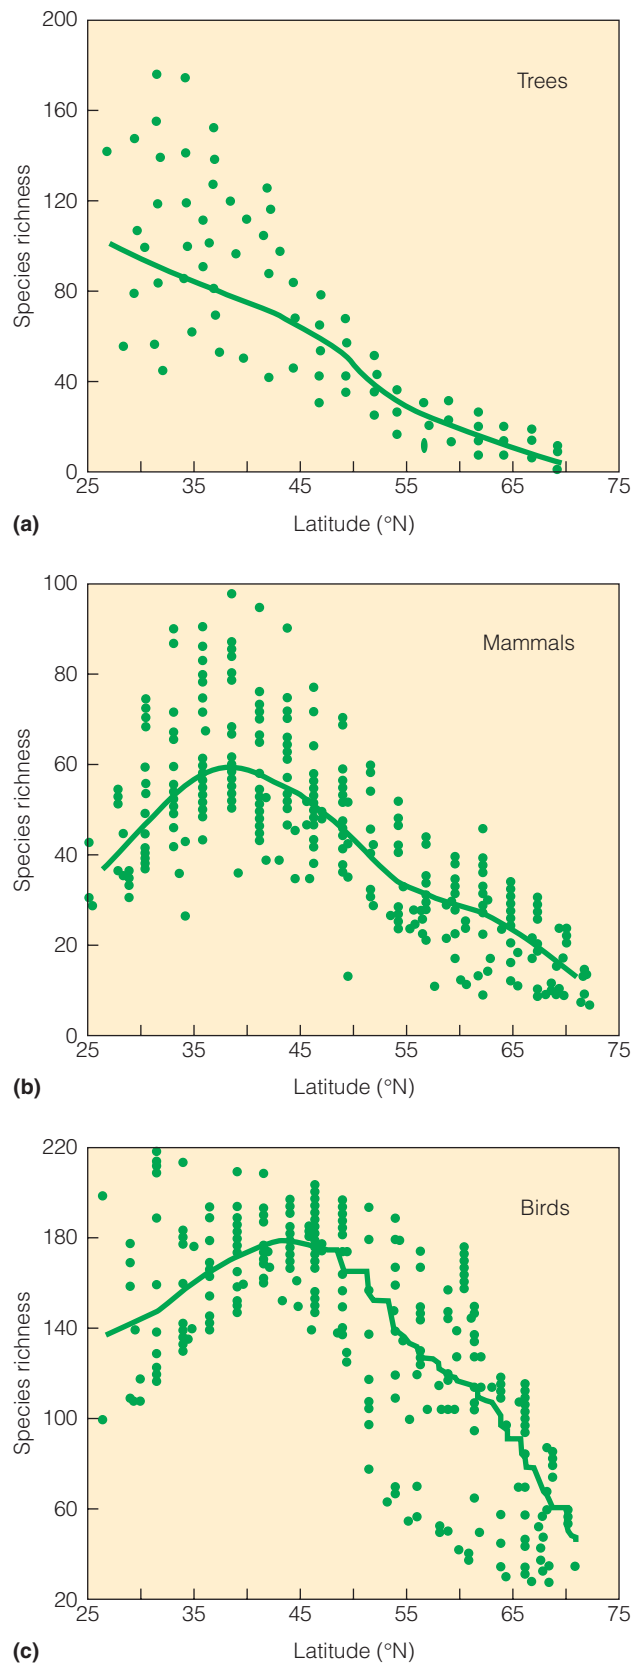 200
Trees
160
Species richness
120
80
40
0
25 35 45 55 65 75
(a) Latitude (°N)
100
Mammals
80
Species richness
60
40
20
0
25 35 45 55 65 75
(b) Latitude (°N)
220
Birds
180
Species richness
140
100
60
20
25 35 45 55 65 75
(c) Latitude (°N)